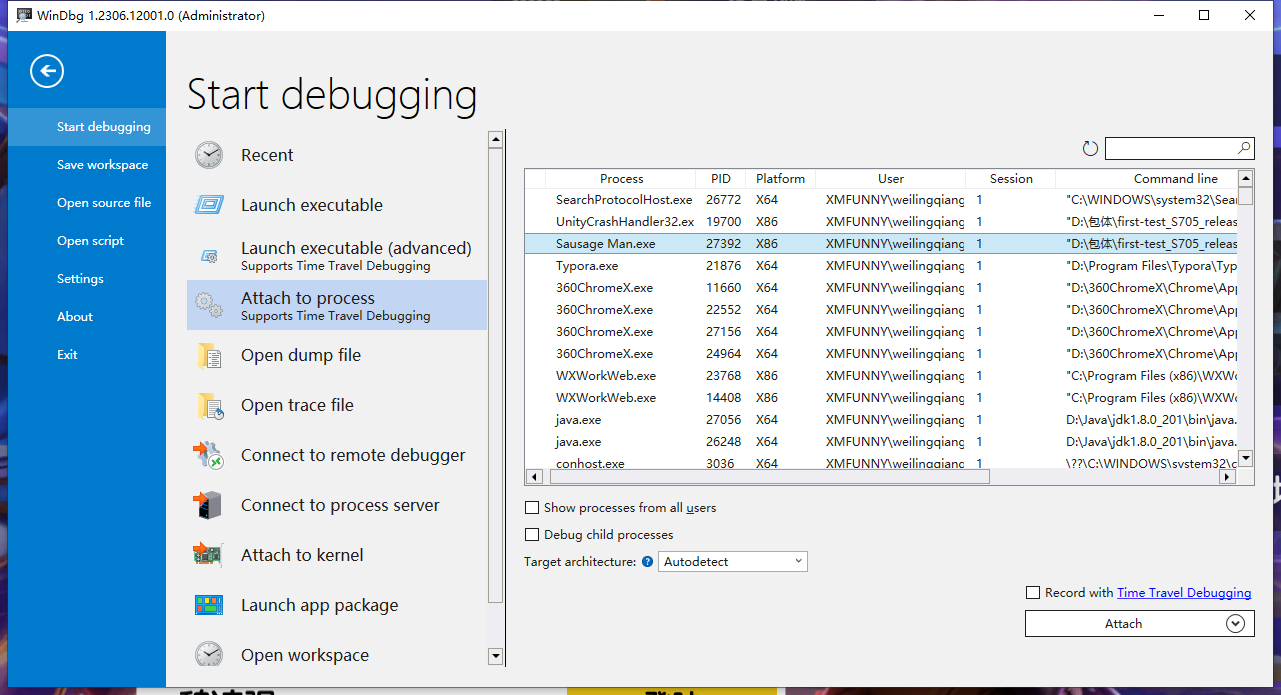 WinDbg 1.2306.12001.0 (Administrator)
Start debugging
Save workspace
Open source file
Open script
Settings
About
Exit
Start debugging
Recent
Launch executable
Launch executable (advanced)
Supports Time Travel Debugging
Attach to process
Supports Time Travel Debugging
Open dump file
Open trace file
Connect to remote debugger
Connect to process server
Attach to kernel
Launch app package
Open workspace
Process PID Platform User Session Command line
SearchProtocolHost.exe 26772 X64 XMFUNNY\weilingqiang 1 "C:\WINDOWS\system32\Sear
UnityCrashHandler32.ex 19700 X86 XMFUNNY\weilingqiang 1 "D:\包体\first-test_S705_releas
Sausage Man.exe 27392 X86 XMFUNNY\weilingqiang 1 "D:\包体\first-test_S705_releas
Typora.exe 21876 X64 XMFUNNY\weilingqiang 1 "D:\Program Files\Typora\Typ
360ChromeX.exe 11660 X64 XMFUNNY\weilingqiang 1 "D:\360ChromeX\Chrome\App
360ChromeX.exe 22552 X64 XMFUNNY\weilingqiang 1 "D:\360ChromeX\Chrome\App
360ChromeX.exe 27156 X64 XMFUNNY\weilingqiang 1 "D:\360ChromeX\Chrome\App
360ChromeX.exe 24964 X64 XMFUNNY\weilingqiang 1 "D:\360ChromeX\Chrome\App
WXWorkWeb.exe 23768 X86 XMFUNNY\weilingqiang 1 "C:\Program Files (x86)\WXWo
WXWorkWeb.exe 14408 X86 XMFUNNY\weilingqiang 1 "C:\Program Files (x86)\WXWo
java.exe 27056 X64 XMFUNNY\weilingqiang 1 D:\Java\jdk1.8.0_201\bin\java.
java.exe 26248 X64 XMFUNNY\weilingqiang 1 D:\Java\jdk1.8.0_201\bin\java.
conhost.exe 3036 X64 XMFUNNY\weilingqiang 1 \??\C:\WINDOWS\system32\c
Show processes from all users
Debug child processes
Target architecture: ? Autodetect
Record with Time Travel Debugging
Attach